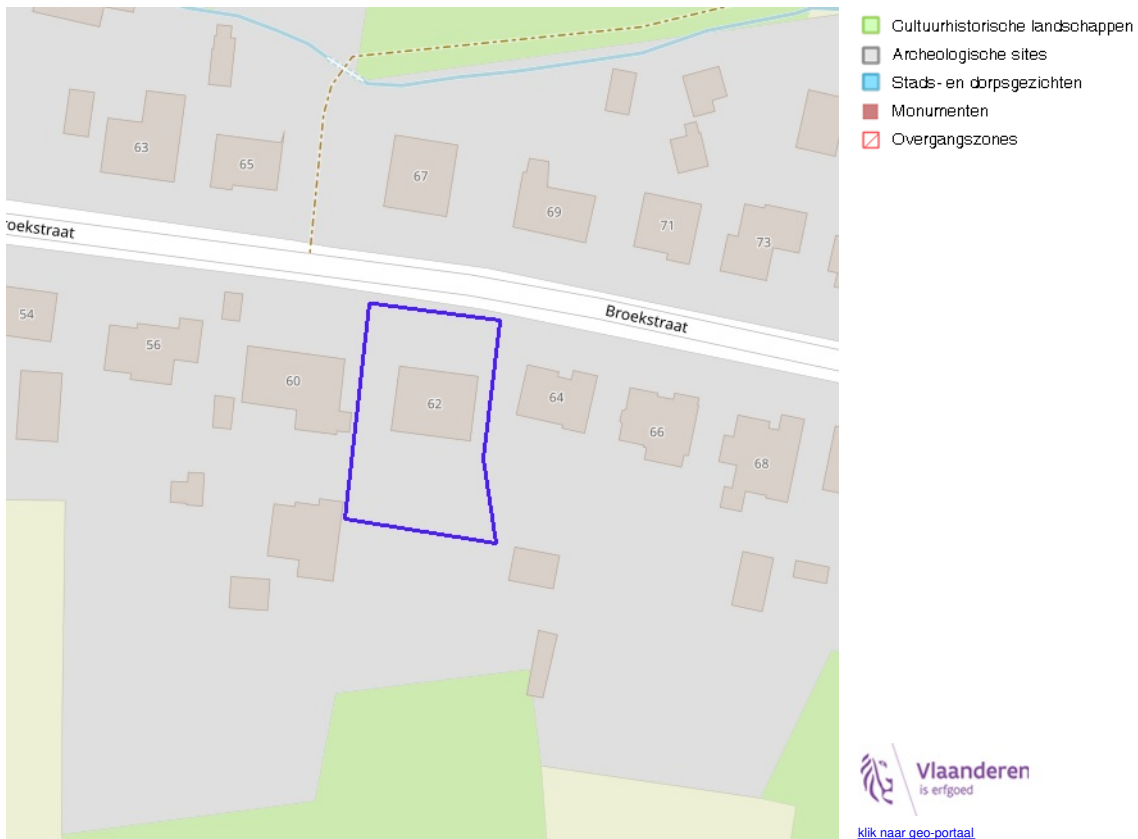 63
65
67
69
71
73
roekstraat
Broekstraat
54
56
60
62
64
66
68
Cultuurhistorische landschappen
Archeologische sites
Stads- en dorpsgezichten
Monumenten
Overgangszones
Vlaanderen
is erfgoed
klik naar geo-portaal